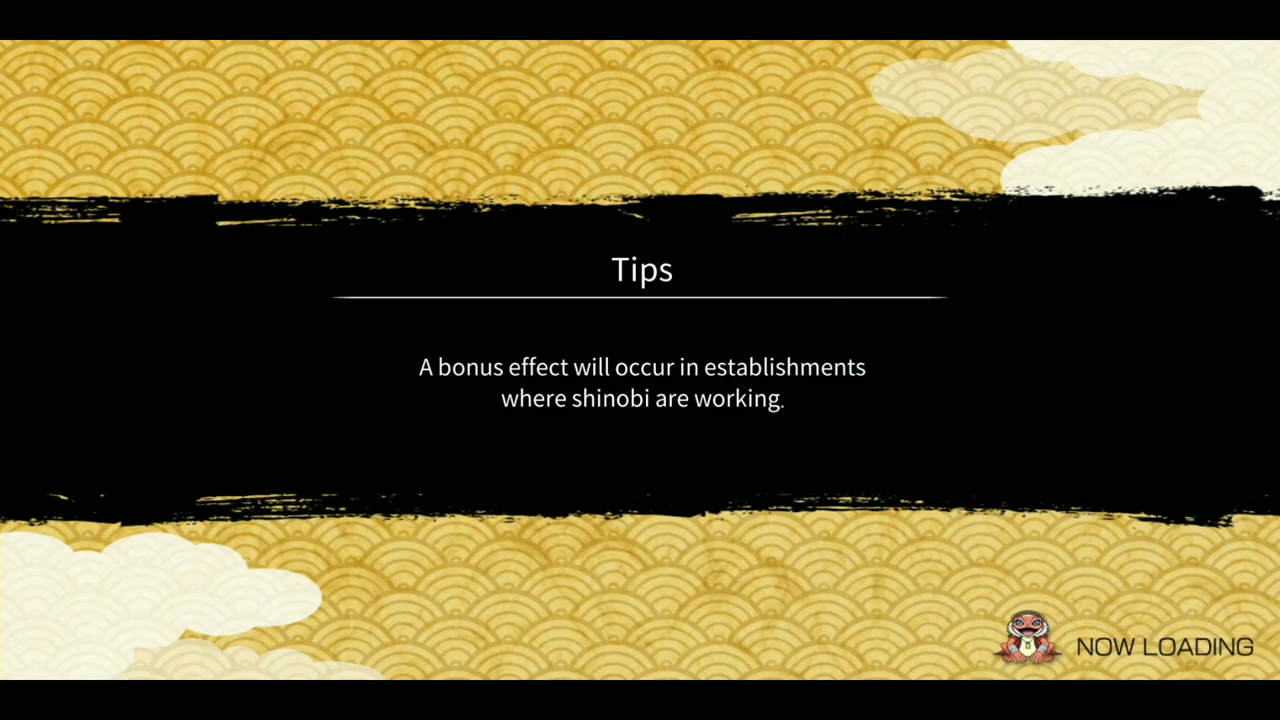 Tips
A bonus effect will occur in establishments
where shinobi are working.
NOW LOADING